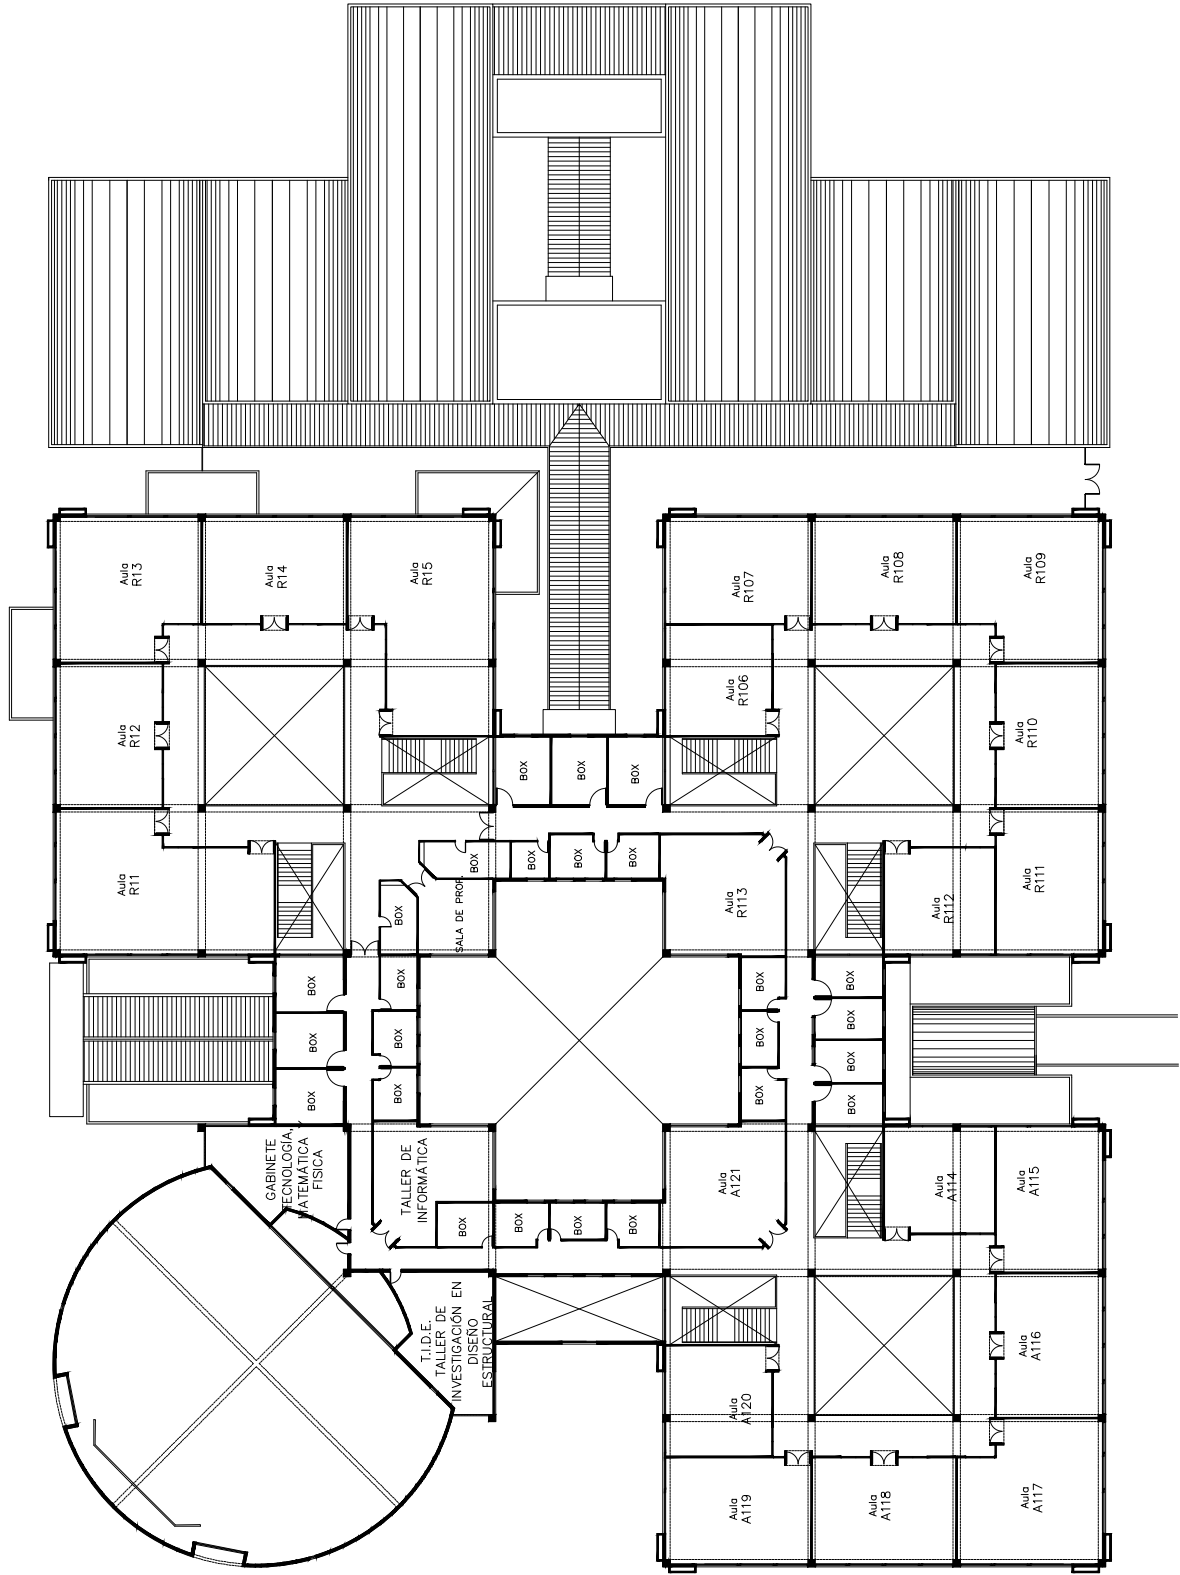 Aula
R13
Aula
R14
Aula
R15
Aula
R107
Aula
R108
Aula
R109
Aula
R12
Aula
R106
Aula
R110
BOX
BOX
BOX
Aula
R11
BOX
BOX
BOX
BOX
BOX
SALA DE PROF.
Aula
R113
Aula
R112
Aula
R111
BOX
BOX
BOX
BOX
BOX
BOX
BOX
BOX
BOX
BOX
BOX
BOX
BOX
BOX
GABINETE
TECNOLOGÍA,
MATEMÁTICA Y
FISICA
TALLER DE
INFORMÁTICA
BOX
BOX
BOX
BOX
Aula
A121
Aula
A114
Aula
A115
T.I.D.E.
TALLER DE
INVESTIGACIÓN EN
DISEÑO
ESTRUCTURAL
Aula
A116
Aula
A120
Aula
A119
Aula
A118
Aula
A117